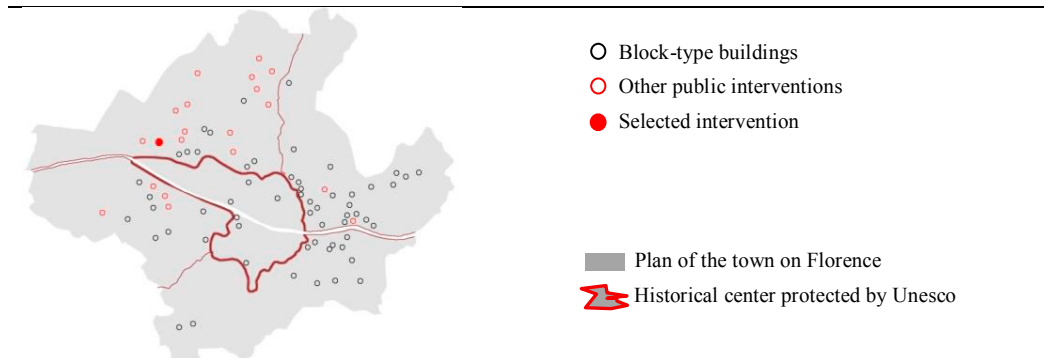 Block-type buildings
Other public interventions
Selected intervention
Plan of the town on Florence
Historical center protected by Unesco